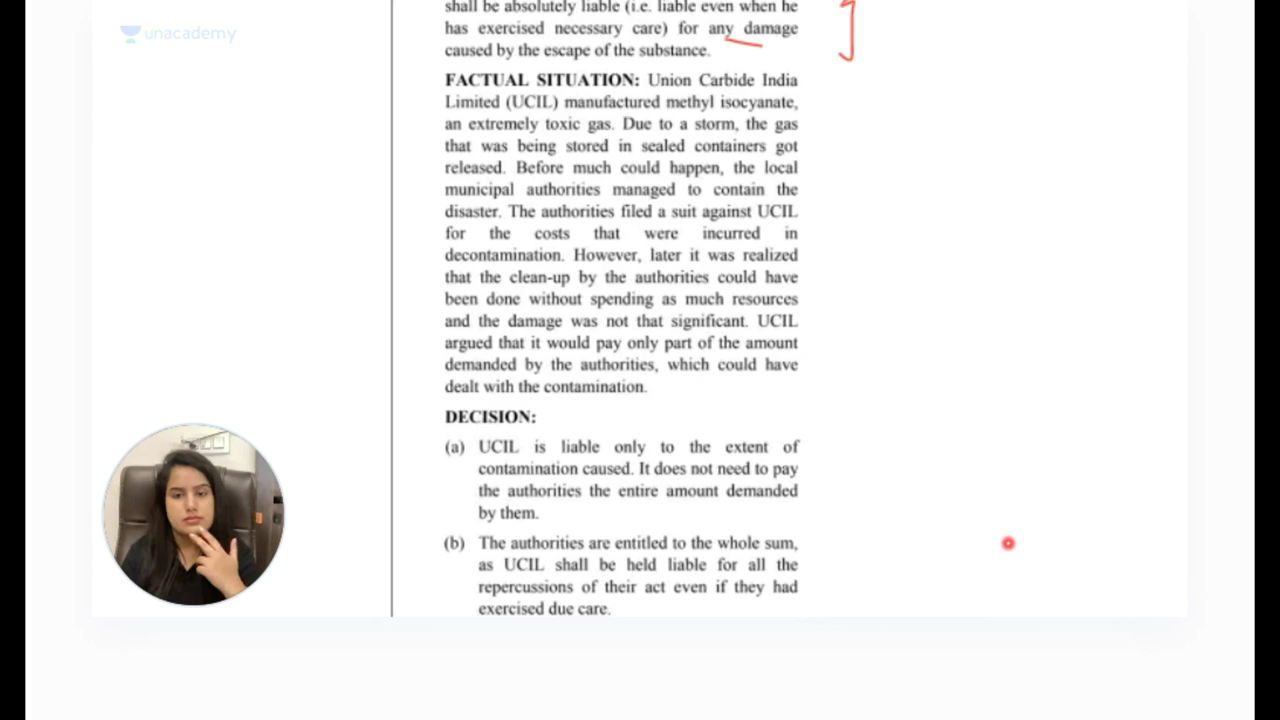 unacademy
shall be absolutely liable (i.e. liable even when he
has exercised necessary care) for any damage
caused by the escape of the substance.
FACTUAL SITUATION: Union Carbide India
Limited (UCIL) manufactured methyl isocyanate,
an extremely toxic gas. Due to a storm, the gas
that was being stored in sealed containers got
released. Before much could happen, the local
municipal authorities managed to contain the
disaster. The authorities filed a suit against UCIL
for the costs that were incurred in
decontamination. However, later it was realized
that the clean-up by the authorities could have
been done without spending as much resources
and the damage was not that significant. UCIL
argued that it would pay only part of the amount
demanded by the authorities, which could have
dealt with the contamination.
DECISION:
(a) UCIL is liable only to the extent of
contamination caused. It does not need to pay
the authorities the entire amount demanded
by them.
(b) The authorities are entitled to the whole sum,
as UCIL shall be held liable for all the
repercussions of their act even if they had
exercised due care.